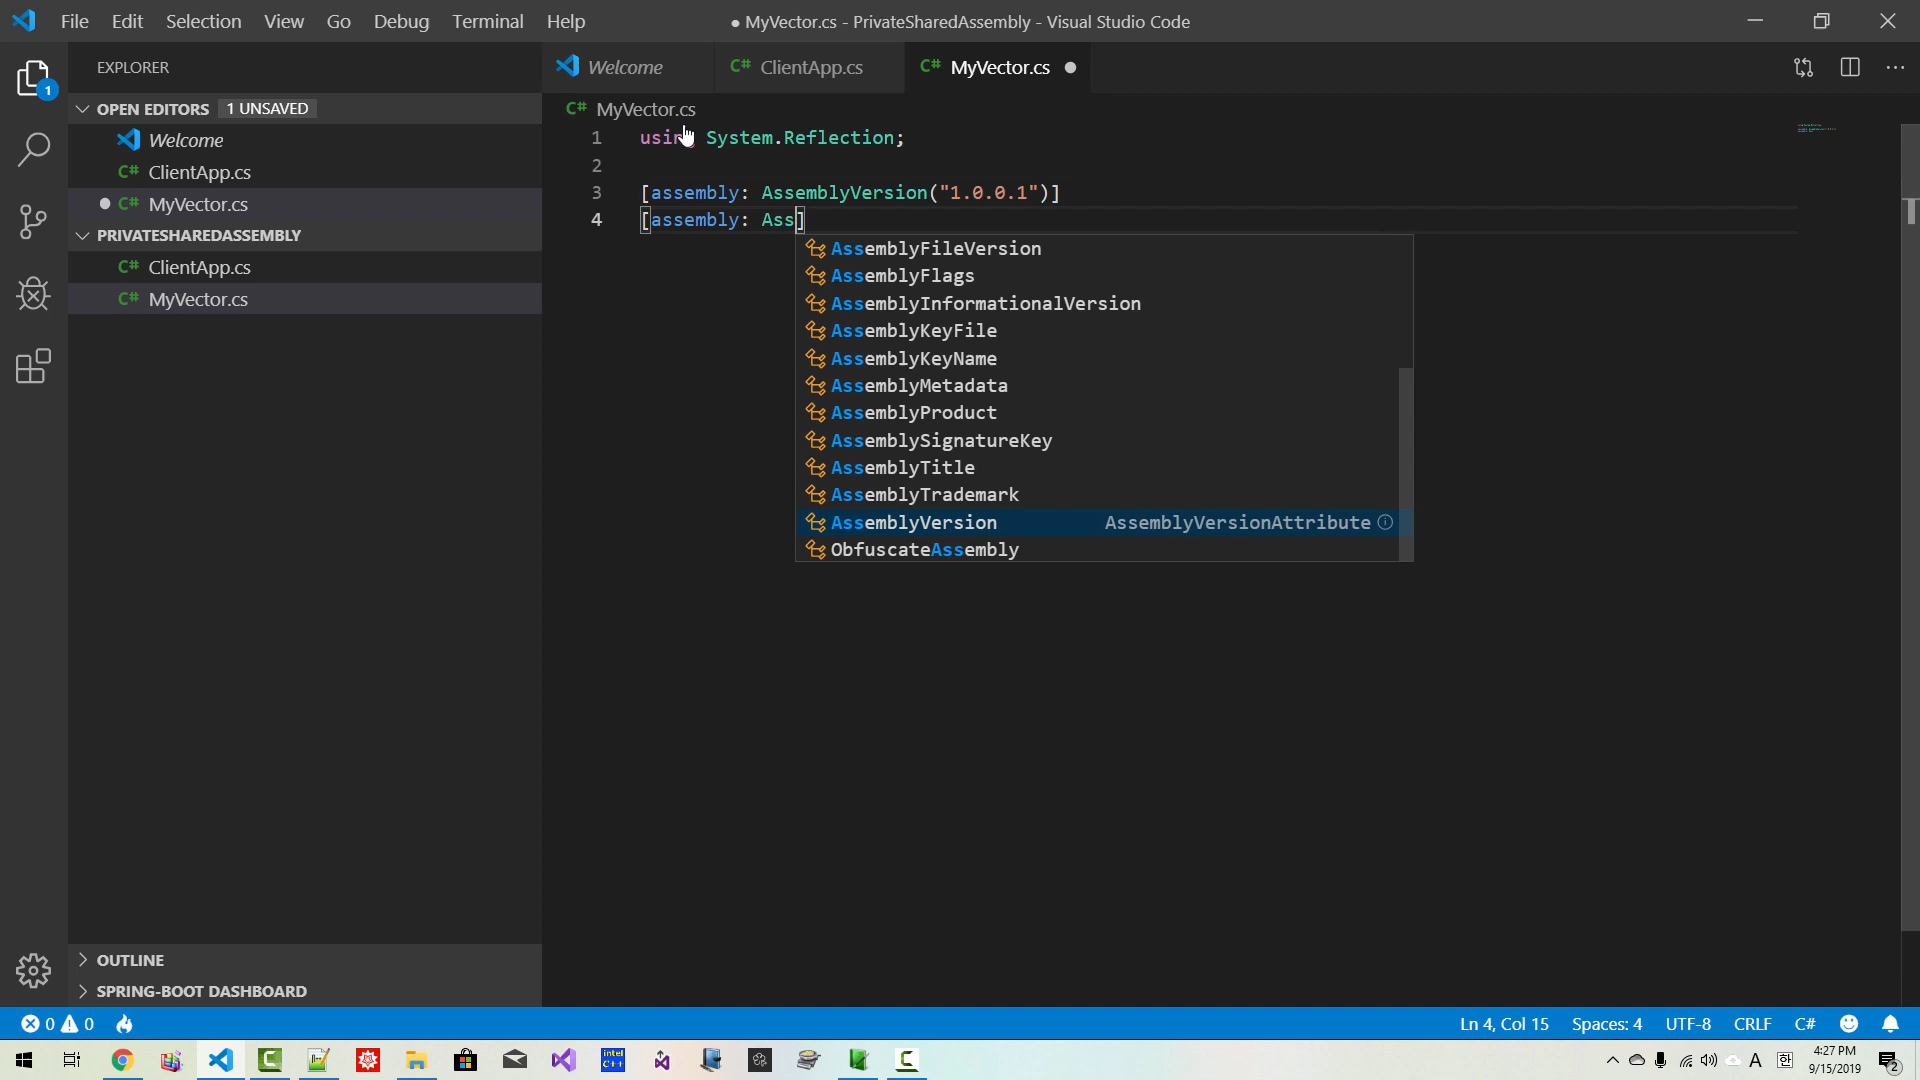 File Edit Selection View Go Debug Terminal Help
● MyVector.cs - PrivateSharedAssembly - Visual Studio Code
EXPLORER
1
OPEN EDITORS 1 UNSAVED
Welcome
C# ClientApp.cs
C# MyVector.cs
PRIVATESHAREDASSEMBLY
C# ClientApp.cs
C# MyVector.cs
OUTLINE
SPRING-BOOT DASHBOARD
Welcome C# ClientApp.cs C# MyVector.cs
C# MyVector.cs
1 using System.Reflection;
2
3 [assembly: AssemblyVersion("1.0.0.1")]
4 [assembly: Ass]
AssemblyFileVersion
AssemblyFlags
AssemblyInformationalVersion
AssemblyKeyFile
AssemblyKeyName
AssemblyMetadata
AssemblyProduct
AssemblySignatureKey
AssemblyTitle
AssemblyTrademark
AssemblyVersion AssemblyVersionAttribute
ObfuscateAssembly
0 0 Ln 4, Col 15 Spaces: 4 UTF-8 CRLF C#
intel C++
A 한 4:27 PM
9/15/2019
2